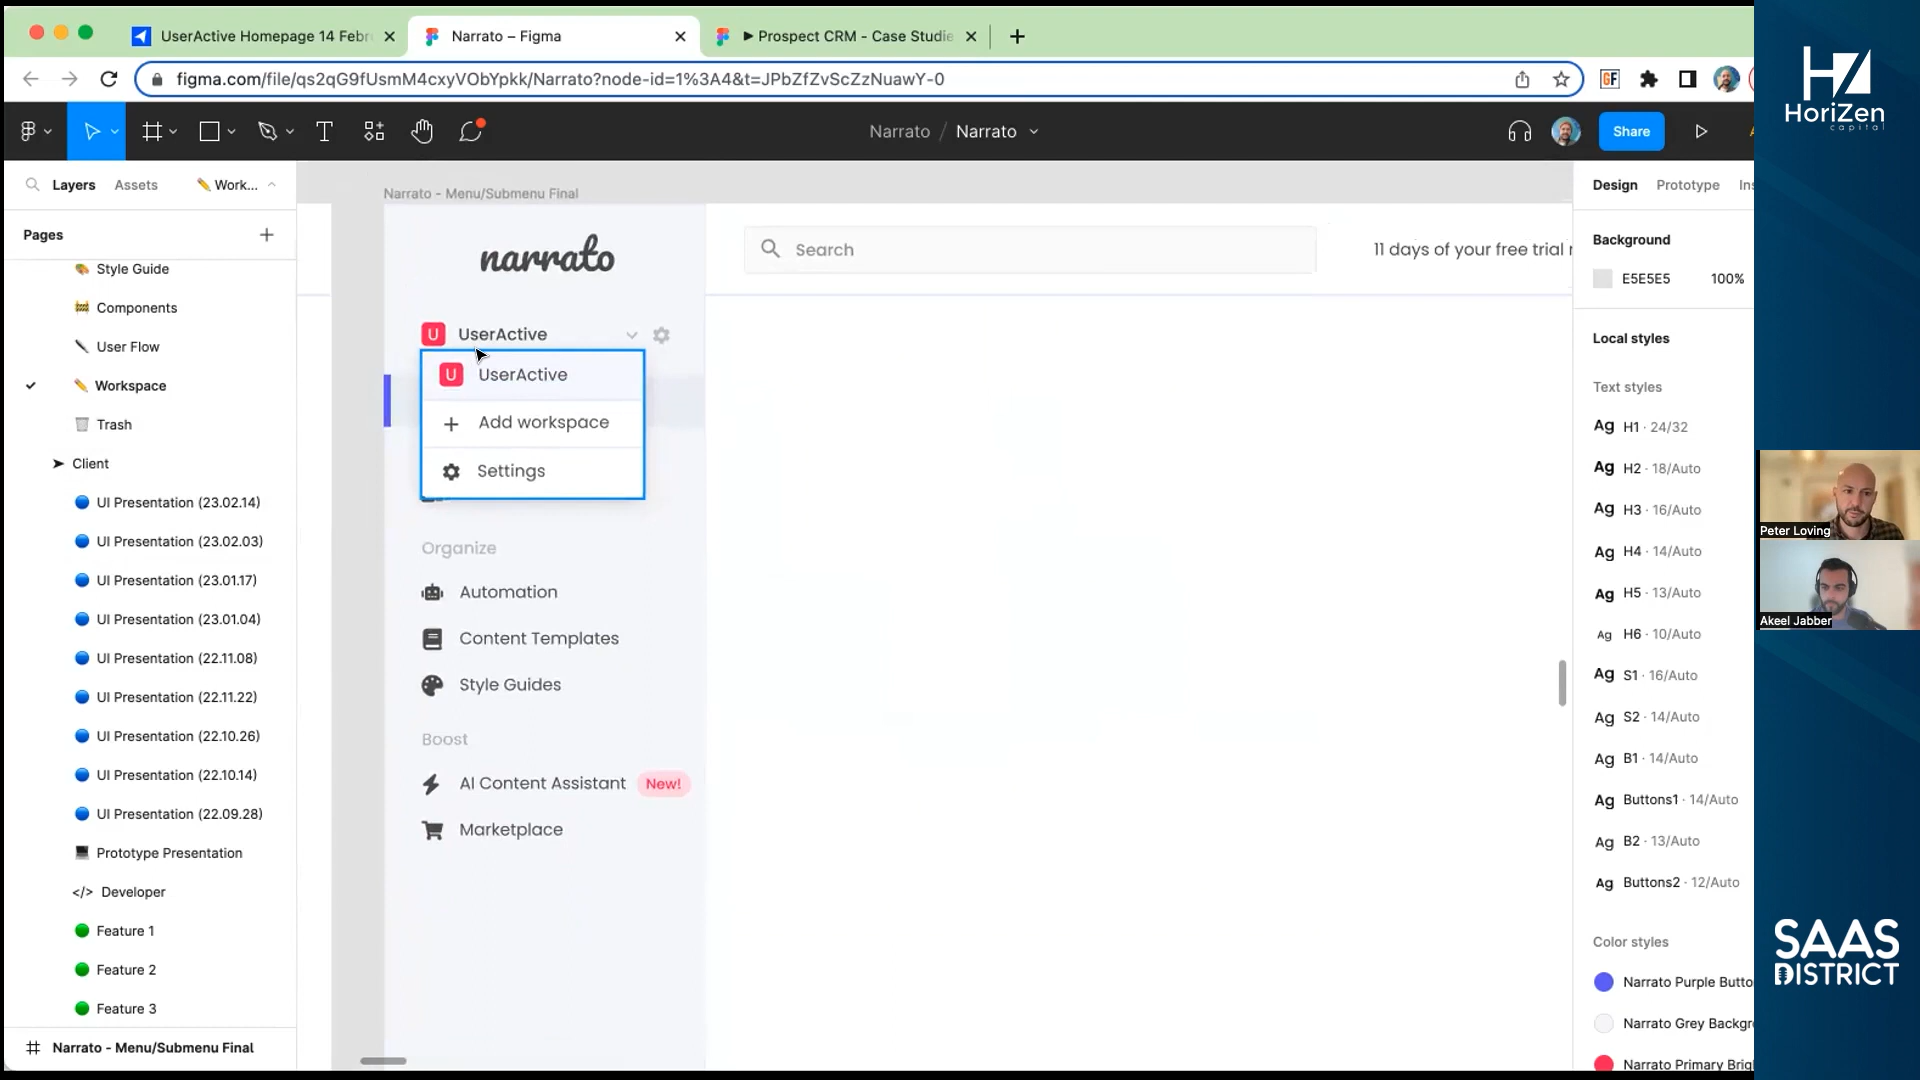 UserActive Homepage 14 Febr
Narrato – Figma
▶ Prospect CRM - Case Studie
figma.com/file/qs2qG9fUsmM4cxyVObYpkk/Narrato?node-id=1%3A4&t=JPbZfZvScZzNuawY-0
GF
Narrato / Narrato
Share
Layers
Assets
Work...
Pages
Style Guide
Components
User Flow
Workspace
Trash
Client
UI Presentation (23.02.14)
UI Presentation (23.02.03)
UI Presentation (23.01.17)
UI Presentation (23.01.04)
UI Presentation (22.11.08)
UI Presentation (22.11.22)
UI Presentation (22.10.26)
UI Presentation (22.10.14)
UI Presentation (22.09.28)
Prototype Presentation
</> Developer
Feature 1
Feature 2
Feature 3
Narrato - Menu/Submenu Final
Narrato - Menu/Submenu Final
narrato
U UserActive
U UserActive
+ Add workspace
Settings
Organize
Automation
Content Templates
Style Guides
Boost
AI Content Assistant New!
Marketplace
Search
11 days of your free trial
Design
Prototype
Ins
Background
E5E5E5 100%
Local styles
Text styles
Ag H1 · 24/32
Ag H2 · 18/Auto
Ag H3 · 16/Auto
Ag H4 · 14/Auto
Ag H5 · 13/Auto
Ag H6 · 10/Auto
Ag S1 · 16/Auto
Ag S2 · 14/Auto
Ag B1 · 14/Auto
Ag Buttons1 · 14/Auto
Ag B2 · 13/Auto
Ag Buttons2 · 12/Auto
Color styles
Narrato Purple Butto
Narrato Grey Backgr
Narrato Primary Brig
HZ
HoriZen
capital
Peter Loving
Akeel Jabber
SAAS
DISTRICT